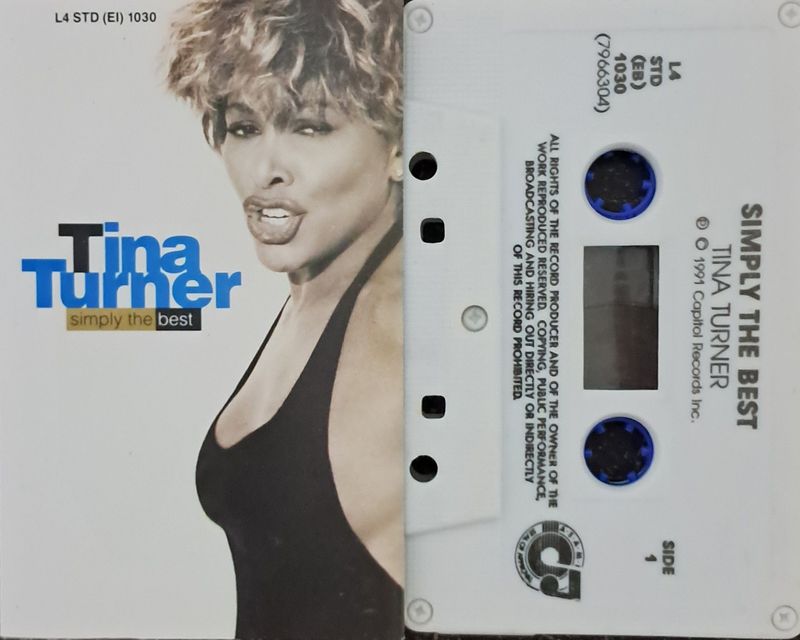 L4 STD (EI) 1030
Tina
Turner
simply the best
L4
STD
(EB)
1030
(7966304)
SIMPLY THE BEST
TINA TURNER
℗ © 1991 Capitol Records Inc.
ALL RIGHTS OF THE RECORD PRODUCER AND OF THE OWNER OF THE
WORK REPRODUCED RESERVED. COPYING, PUBLIC PERFORMANCE,
BROADCASTING AND HIRING OUT DIRECTLY OR INDIRECTLY
OF THIS RECORD PROHIBITED.
SIDE
1